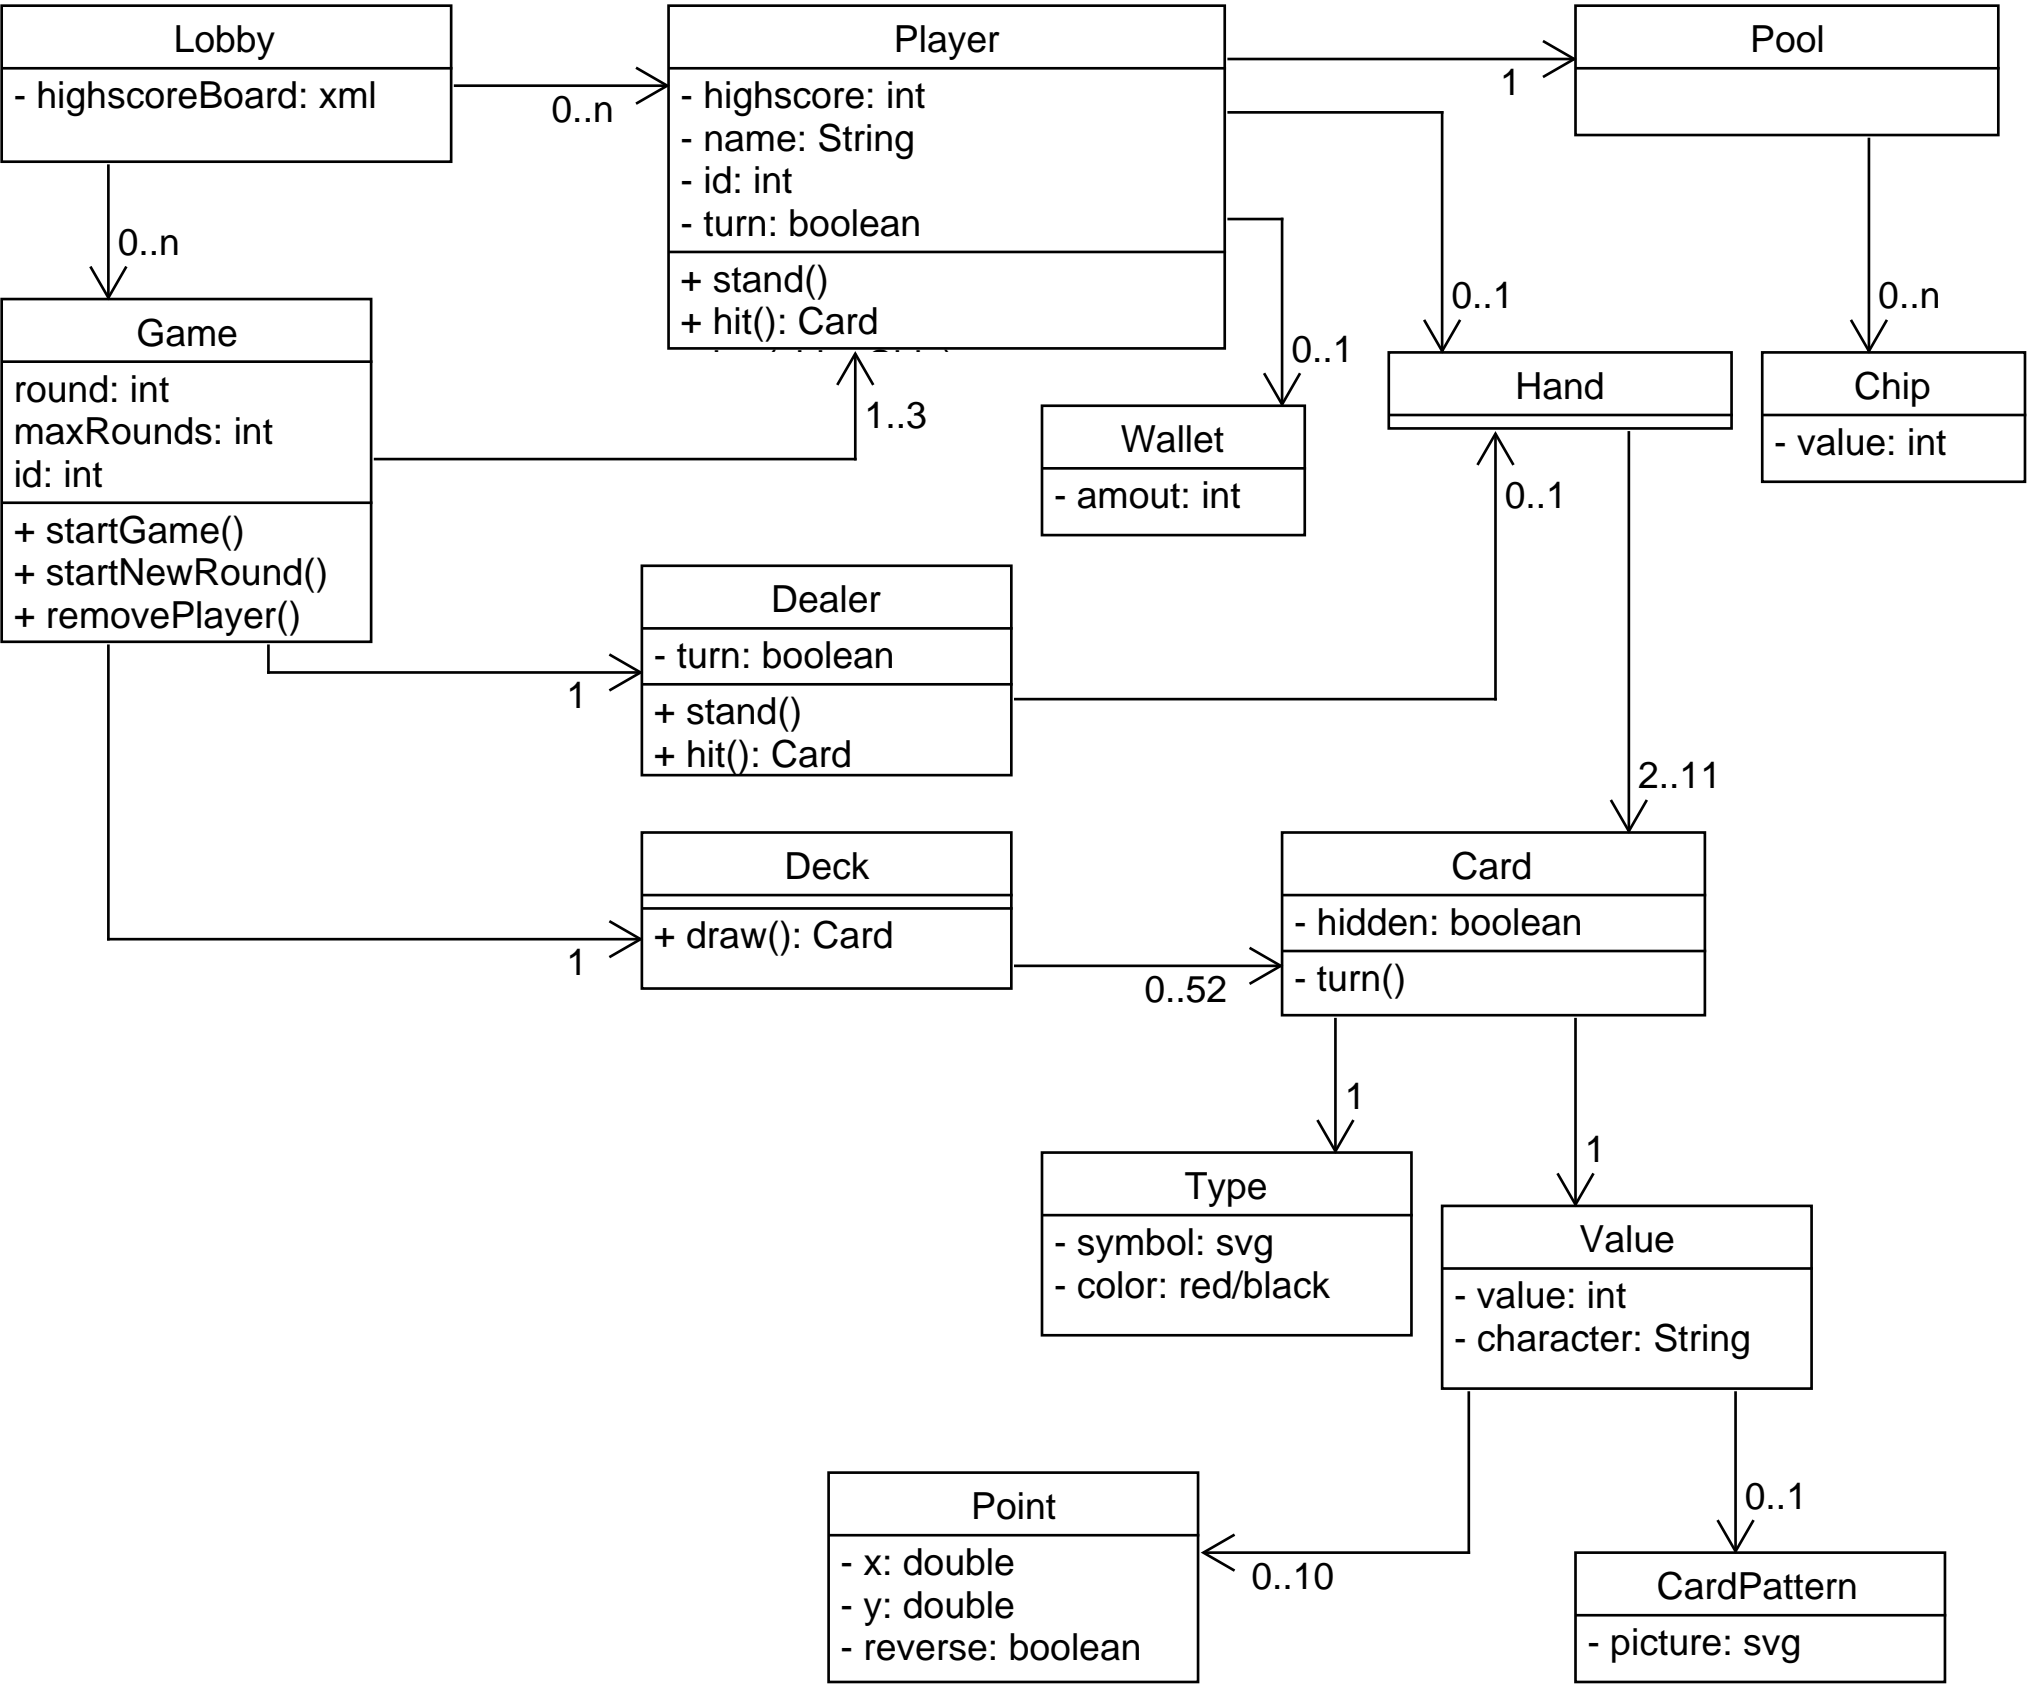 Lobby
- highscoreBoard: xml
0..n
0..n
Player
- highscore: int
- name: String
- id: int
- turn: boolean
+ stand()
+ hit(): Card
1
Pool
0..n
0..1
0..1
Game
round: int
maxRounds: int
id: int
+ startGame()
+ startNewRound()
+ removePlayer()
1..3
Wallet
- amout: int
Hand
0..1
Chip
- value: int
1
Dealer
- turn: boolean
+ stand()
+ hit(): Card
2..11
1
Deck
+ draw(): Card
0..52
Card
- hidden: boolean
- turn()
1
1
Type
- symbol: svg
- color: red/black
Value
- value: int
- character: String
0..10
0..1
Point
- x: double
- y: double
- reverse: boolean
CardPattern
- picture: svg